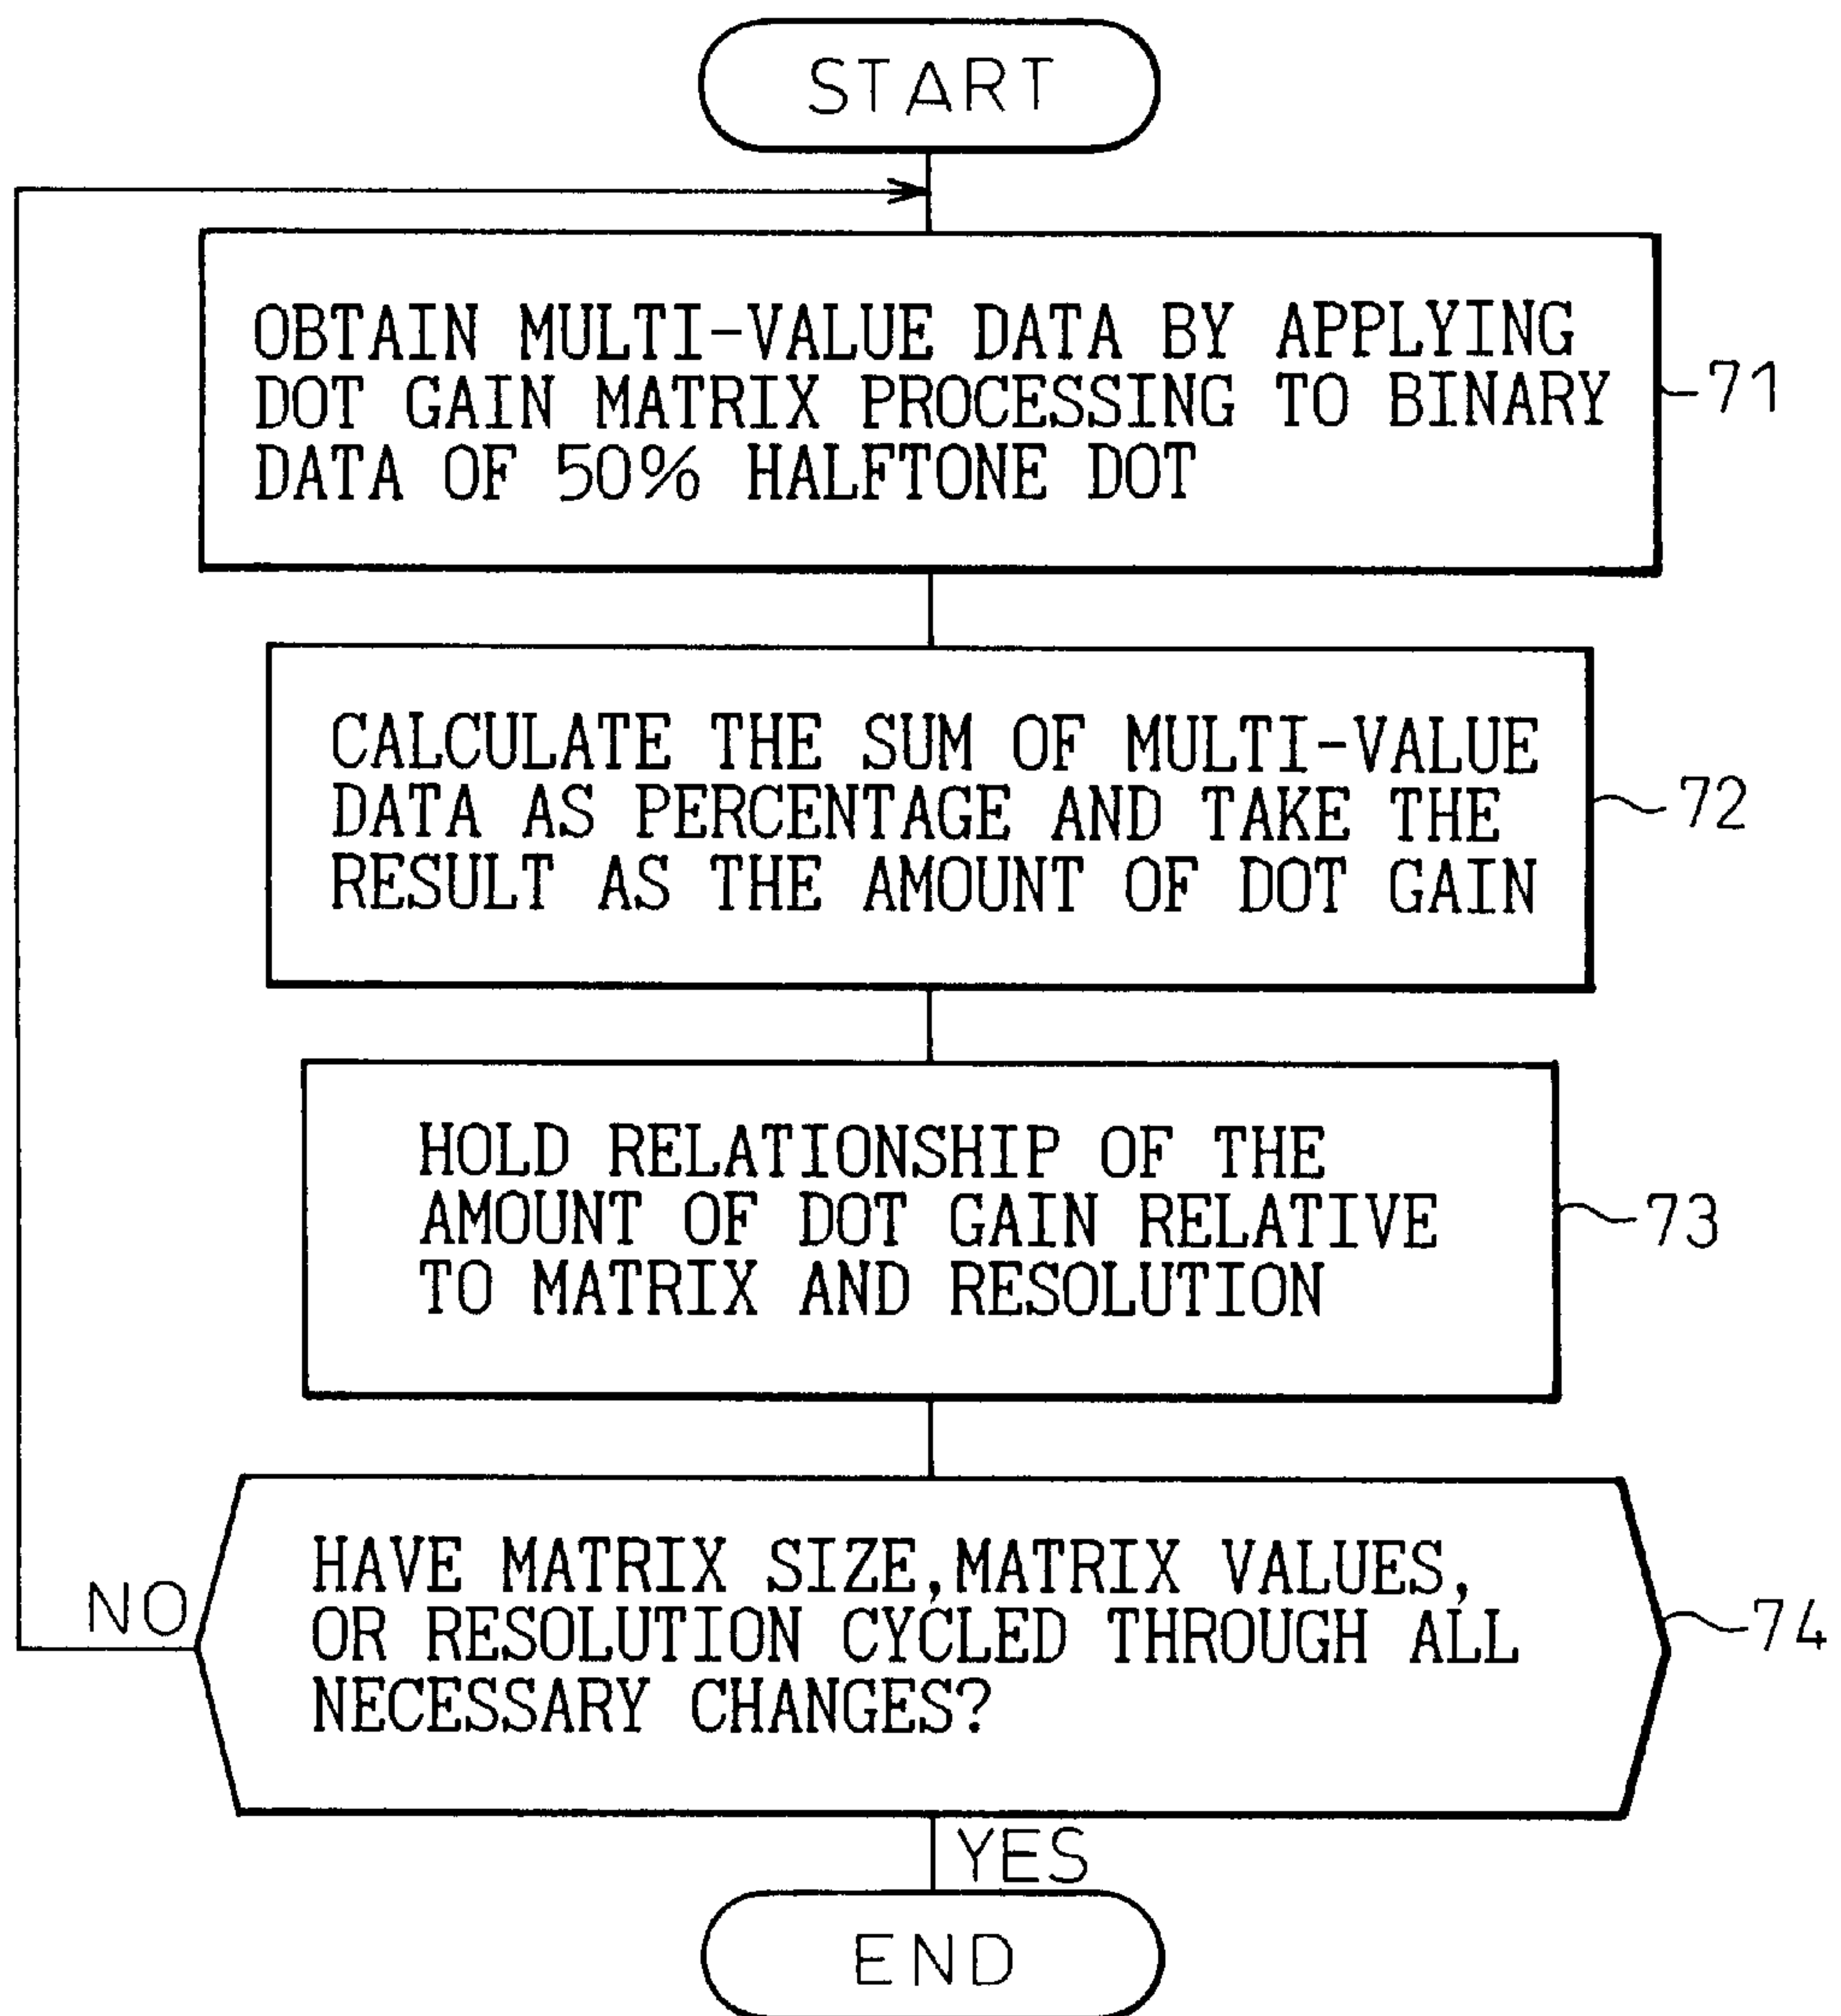 START
OBTAIN MULTI-VALUE DATA BY APPLYING
DOT GAIN MATRIX PROCESSING TO BINARY
DATA OF 50% HALFTONE DOT
71
CALCULATE THE SUM OF MULTI-VALUE
DATA AS PERCENTAGE AND TAKE THE
RESULT AS THE AMOUNT OF DOT GAIN
72
HOLD RELATIONSHIP OF THE
AMOUNT OF DOT GAIN RELATIVE
TO MATRIX AND RESOLUTION
73
HAVE MATRIX SIZE,MATRIX VALUES,
OR RESOLUTION CYCLED THROUGH ALL
NECESSARY CHANGES?
74
NO
YES
END